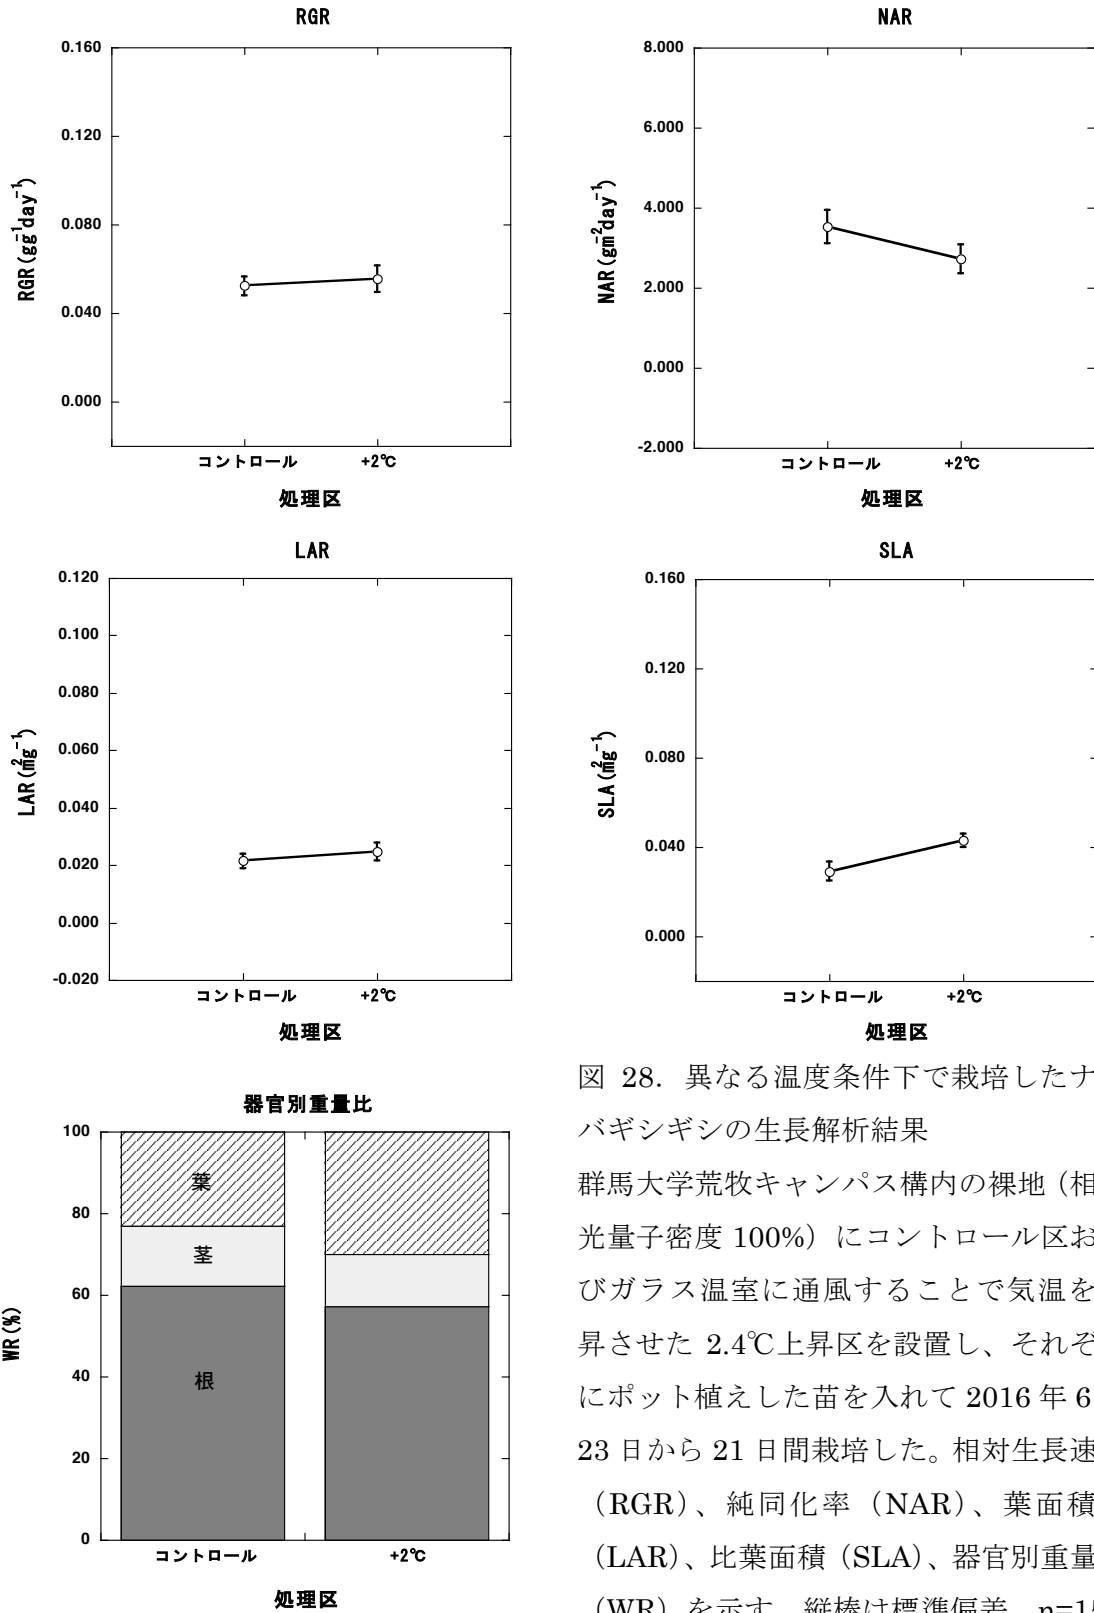 RGR
0.160
0.120
0.080
0.040
0.000
RGR(gg⁻¹day⁻¹)
コントロール
+2℃
処理区
NAR
8.000
6.000
4.000
2.000
0.000
-2.000
NAR(gm⁻²day⁻¹)
コントロール
+2℃
処理区
LAR
0.120
0.100
0.080
0.060
0.040
0.020
0.000
-0.020
LAR(m²g⁻¹)
コントロール
+2℃
処理区
SLA
0.160
0.120
0.080
0.040
0.000
SLA(m²g⁻¹)
コントロール
+2℃
処理区
器官別重量比
100
80
60
40
20
0
WR(%)
葉
茎
根
コントロール
+2℃
処理区
図 28. 異なる温度条件下で栽培したナ
バギシギシの生長解析結果
群馬大学荒牧キャンパス構内の裸地（相
光量子密度 100%）にコントロール区お
びガラス温室に通風することで気温を
昇させた 2.4℃上昇区を設置し、それぞ
にポット植えした苗を入れて 2016 年 6
23 日から 21 日間栽培した。相対生長速
（RGR）、純同化率（NAR）、葉面積
（LAR）、比葉面積（SLA）、器官別重量
（WR）を示す。縦棒は標準偏差。n=15